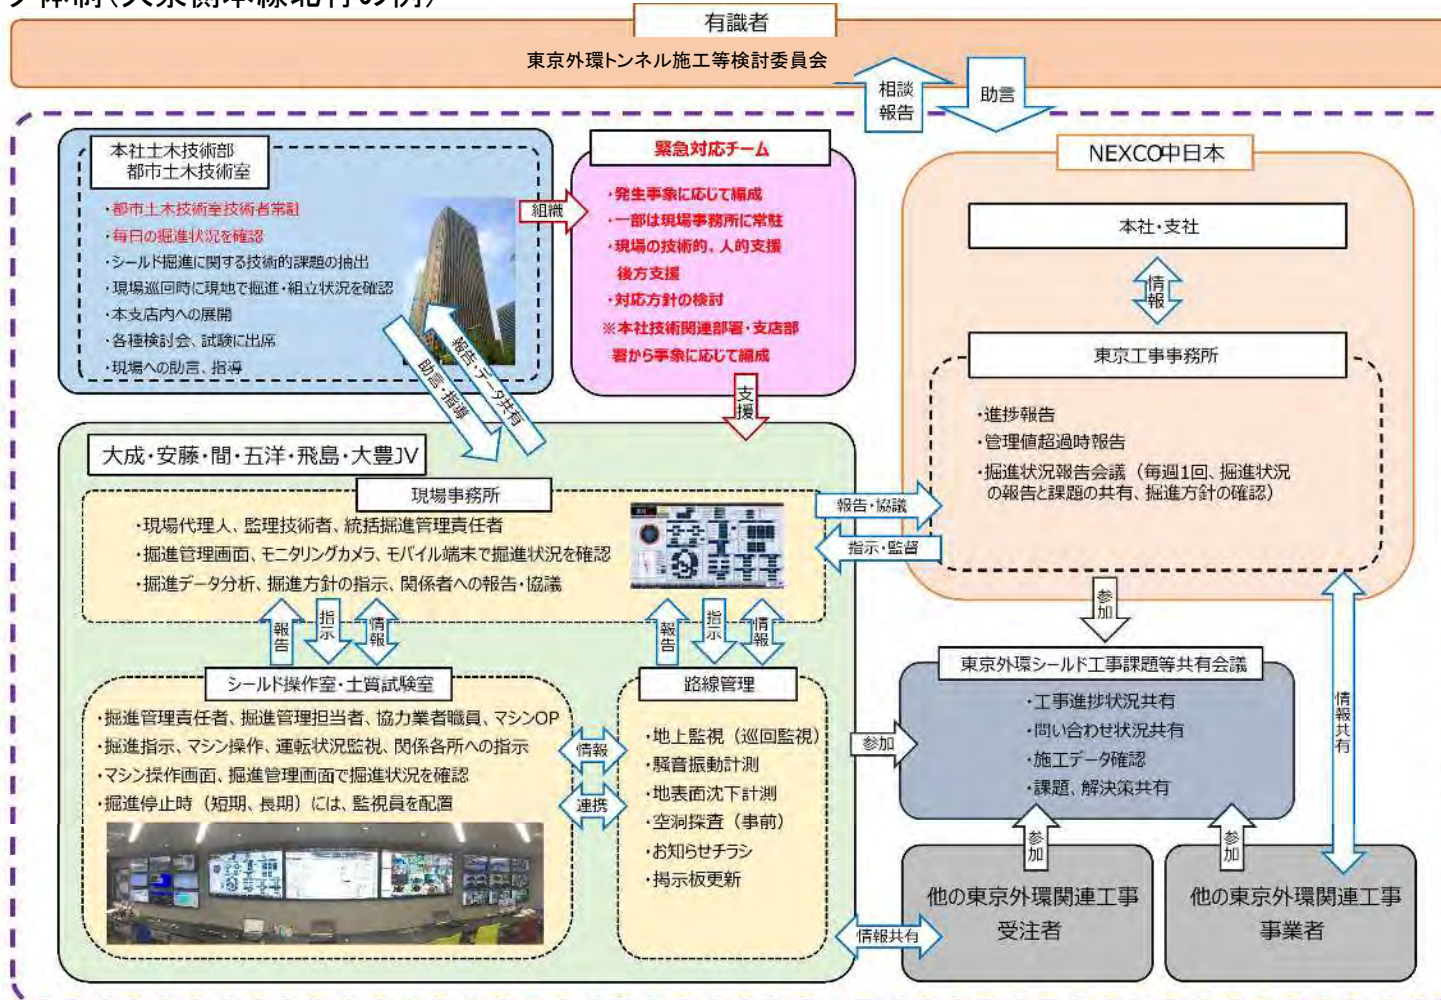 有識者
東京外環トンネル施工等検討委員会
相談
報告
助言
本社土木技術部
都市土木技術室
・都市土木技術室技術者常駐
・毎日の掘進状況を確認
・シールド掘進に関する技術的課題の抽出
・現場巡回時に現地で掘進・組立状況を確認
・本支店内への展開
・各種検討会、試験に出席
・現場への助言、指導
組織
緊急対応チーム
・発生事象に応じて編成
・一部は現場事務所に常駐
・現場の技術的、人的支援
後方支援
・対応方針の検討
※本社技術関連部署・支店部
署から事象に応じて編成
支援
報告・データ共有
助言・指導
NEXCO中日本
本社・支社
情報
東京工事事務所
・進捗報告
・管理値超過時報告
・掘進状況報告会議（毎週1回、掘進状況
の報告と課題の共有、掘進方針の確認）
大成・安藤・間・五洋・飛島・大豊JV
現場事務所
・現場代理人、監理技術者、統括掘進管理責任者
・掘進管理画面、モニタリングカメラ、モバイル端末で掘進状況を確認
・掘進データ分析、掘進方針の指示、関係者への報告・協議
報告・協議
指示・監督
報告
指示
情報
報告
指示
情報
シールド操作室・土質試験室
・掘進管理責任者、掘進管理担当者、協力業者職員、マシンOP
・掘進指示、マシン操作、運転状況監視、関係各所への指示
・マシン操作画面、掘進管理画面で掘進状況を確認
・掘進停止時（短期、長期）には、監視員を配置
情報
連携
路線管理
・地上監視（巡回監視）
・騒音振動計測
・地表面沈下計測
・空洞探査（事前）
・お知らせチラシ
・掲示板更新
参加
参加
東京外環シールド工事課題等共有会議
・工事進捗状況共有
・問い合わせ状況共有
・施工データ確認
・課題、解決策共有
情報共有
参加
参加
他の東京外環関連工事
受注者
他の東京外環関連工事
事業者
情報共有